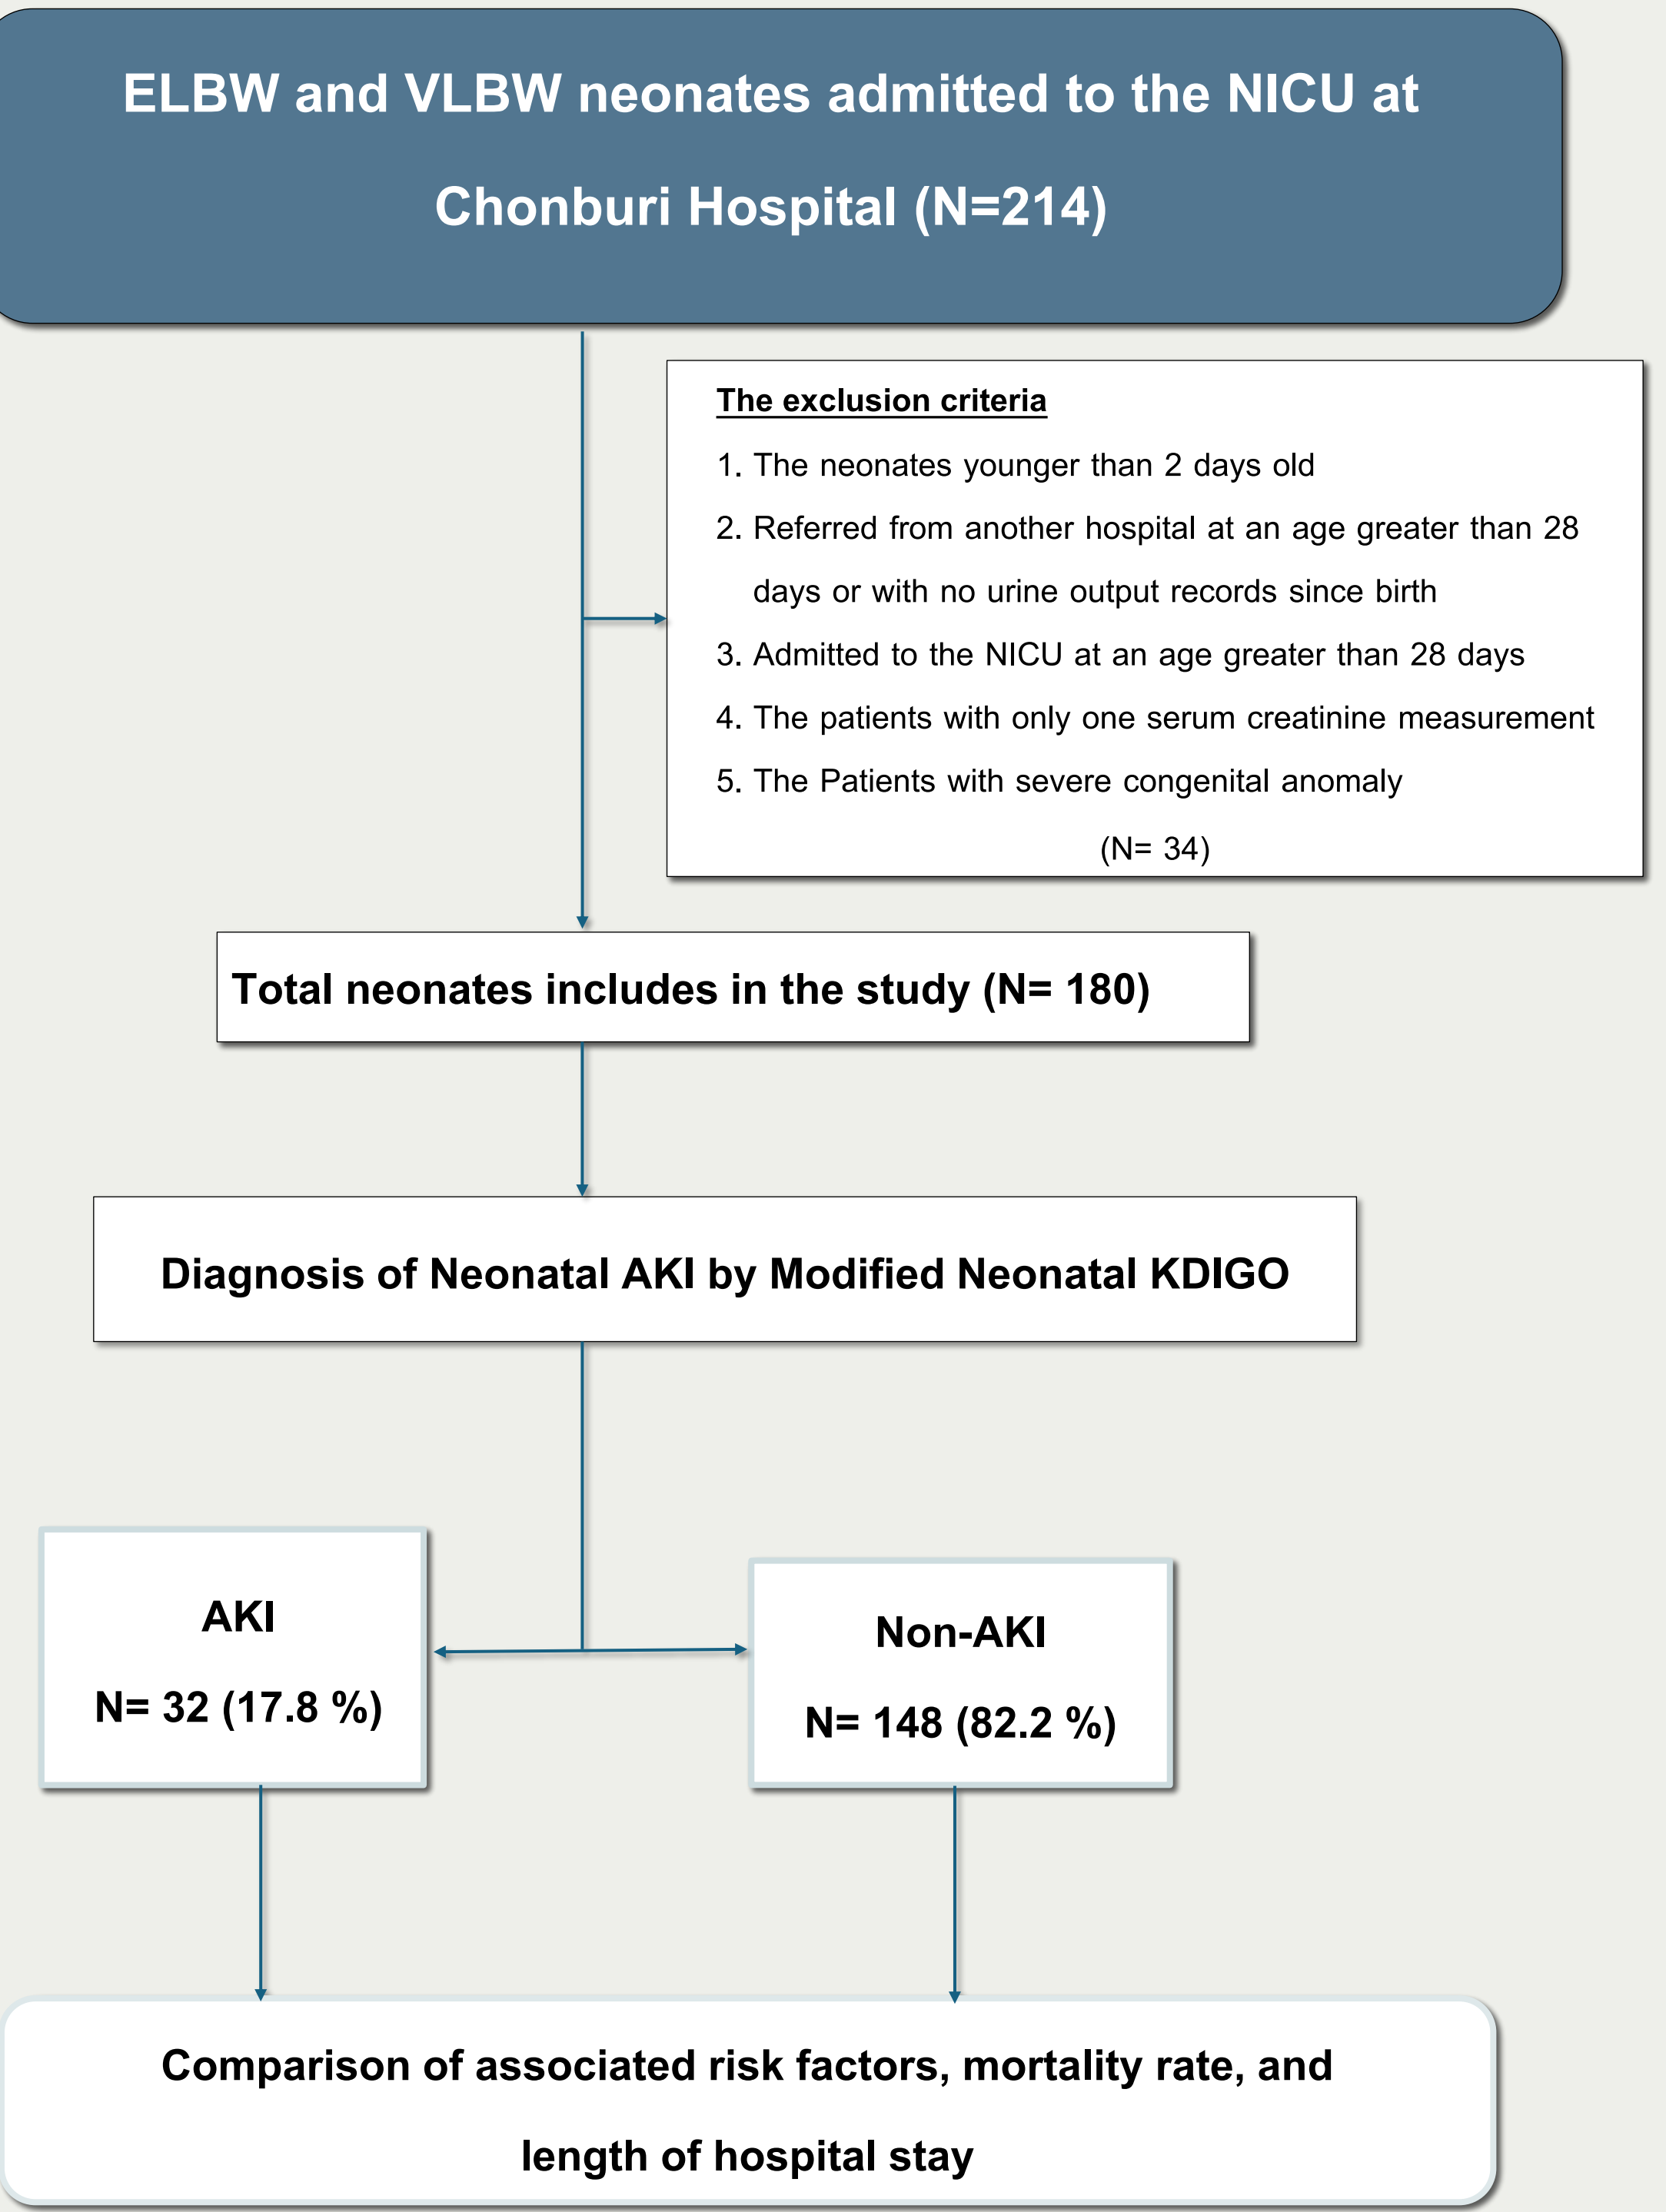 ELBW and VLBW neonates admitted to the NICU at
Chonburi Hospital (N=214)
The exclusion criteria
1. The neonates younger than 2 days old
2. Referred from another hospital at an age greater than 28
days or with no urine output records since birth
3. Admitted to the NICU at an age greater than 28 days
4. The patients with only one serum creatinine measurement
5. The Patients with severe congenital anomaly
(N= 34)
Total neonates includes in the study (N= 180)
Diagnosis of Neonatal AKI by Modified Neonatal KDIGO
AKI
N= 32 (17.8 %)
Non-AKI
N= 148 (82.2 %)
Comparison of associated risk factors, mortality rate, and
length of hospital stay